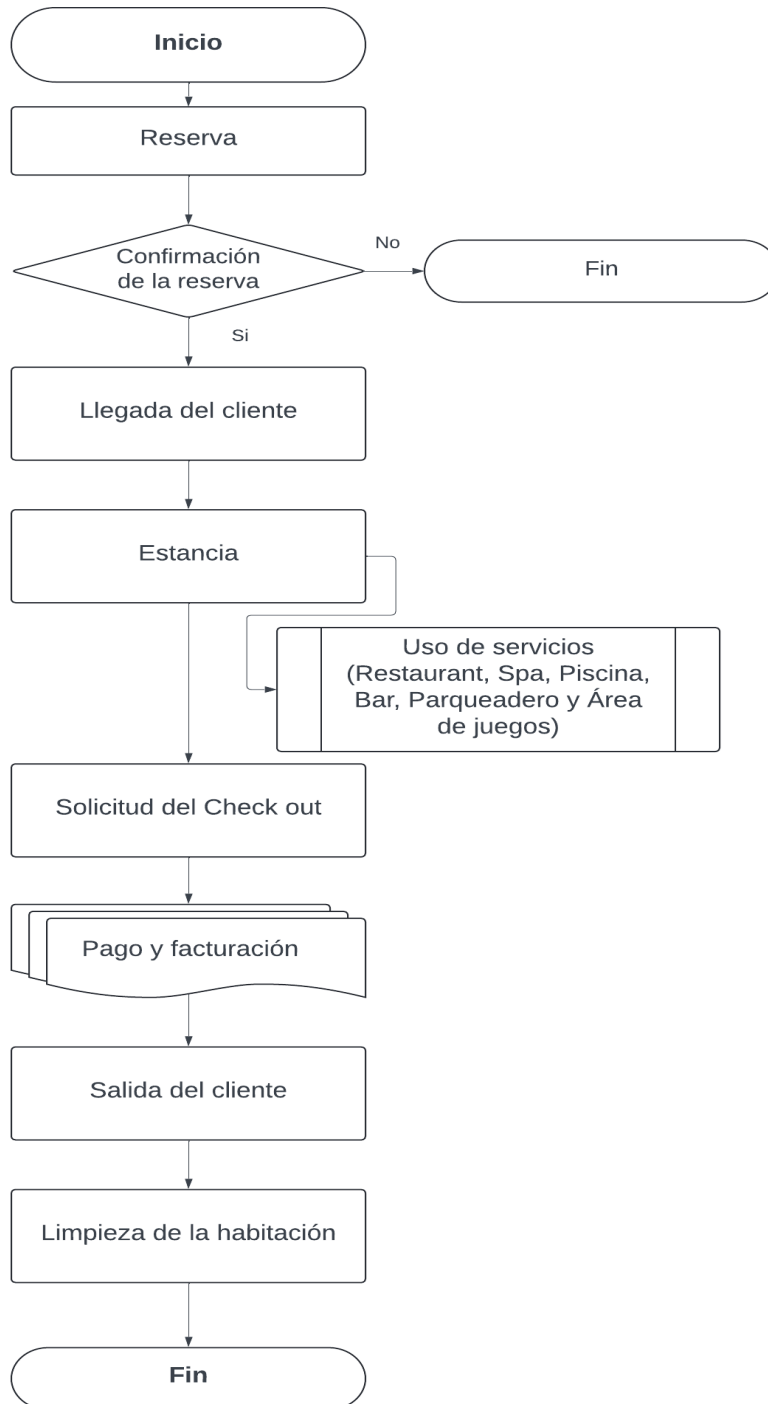 Inicio
Reserva
Confirmación
de la reserva
No
Fin
Si
Llegada del cliente
Estancia
Uso de servicios
(Restaurant, Spa, Piscina,
Bar, Parqueadero y Área
de juegos)
Solicitud del Check out
Pago y facturación
Salida del cliente
Limpieza de la habitación
Fin